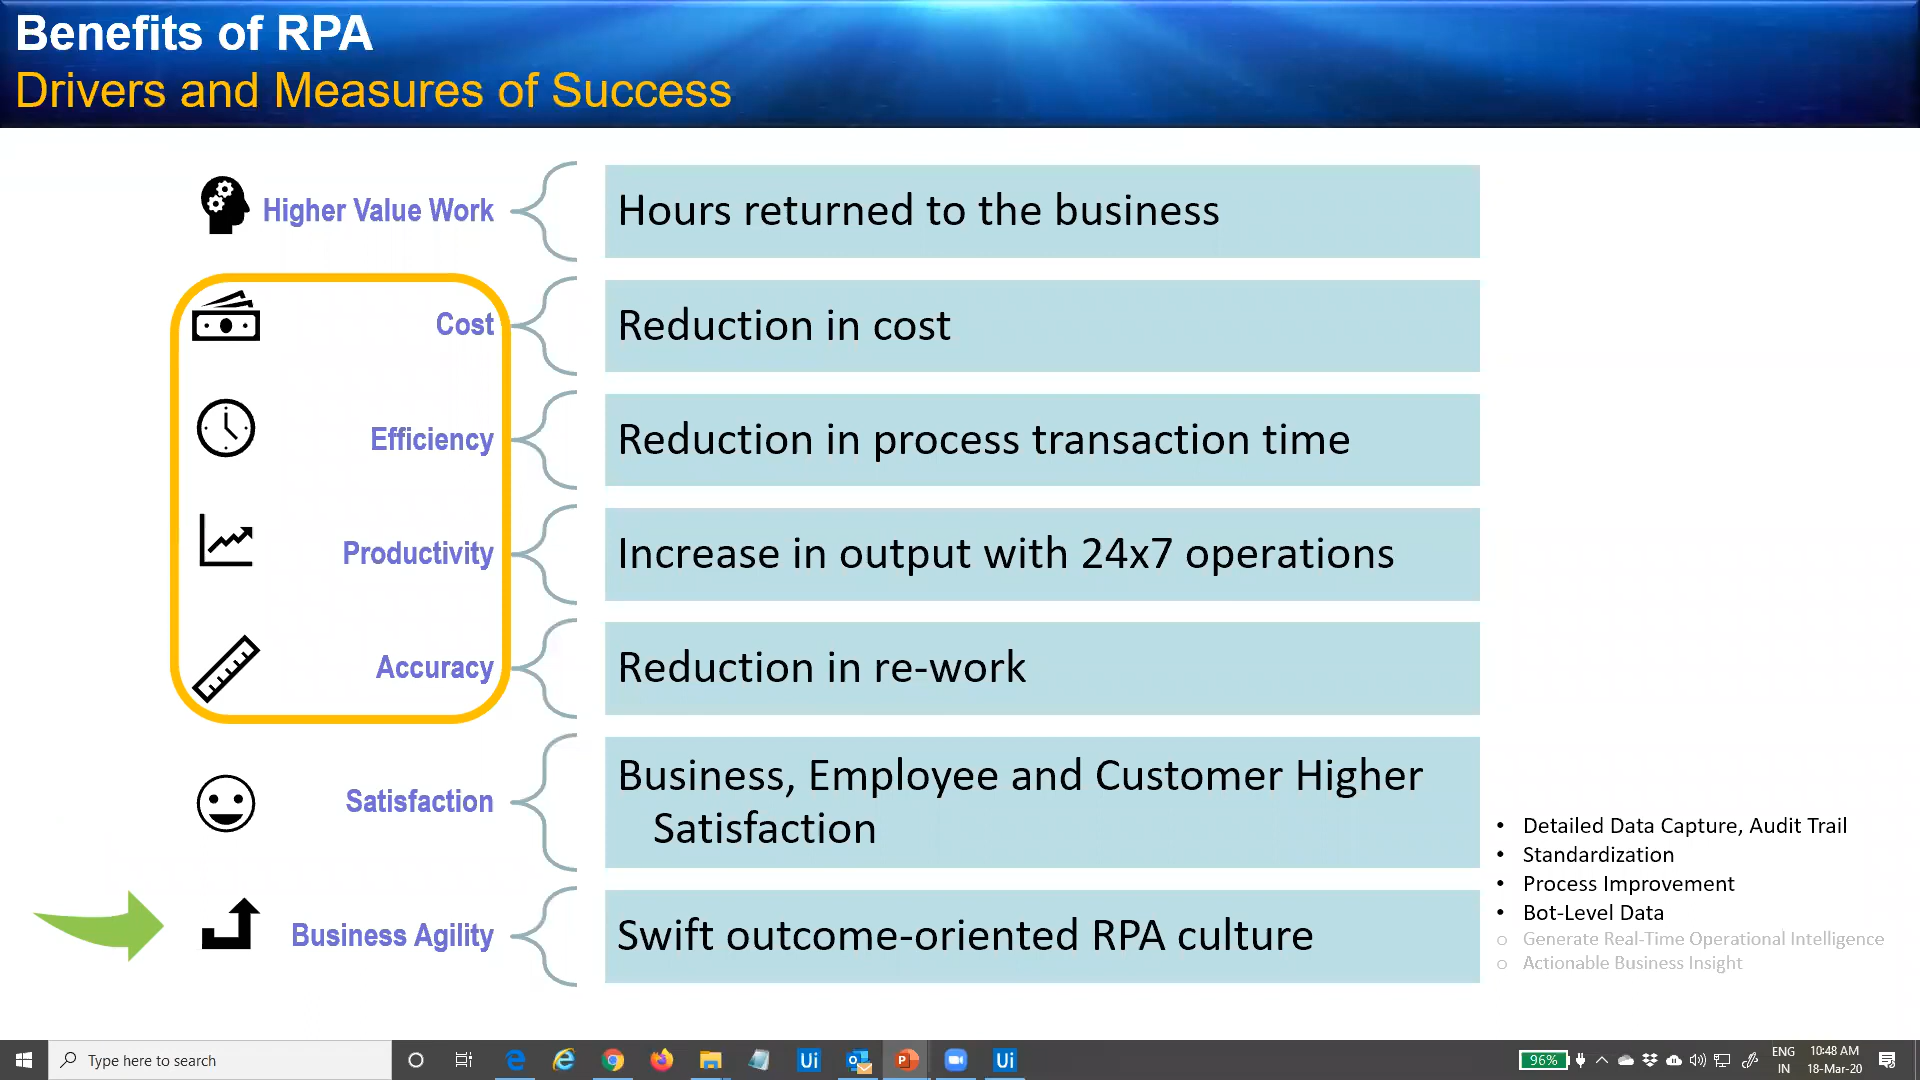 Benefits of RPA
Drivers and Measures of Success
Higher Value Work
Hours returned to the business
Cost
Reduction in cost
Efficiency
Reduction in process transaction time
Productivity
Increase in output with 24x7 operations
Accuracy
Reduction in re-work
Satisfaction
Business, Employee and Customer Higher
Satisfaction
Business Agility
Swift outcome-oriented RPA culture
• Detailed Data Capture, Audit Trail
• Standardization
• Process Improvement
• Bot-Level Data
o Generate Real-Time Operational Intelligence
o Actionable Business Insight
Type here to search
Ui
Ui
96%
ENG
IN
10:48 AM
18-Mar-20